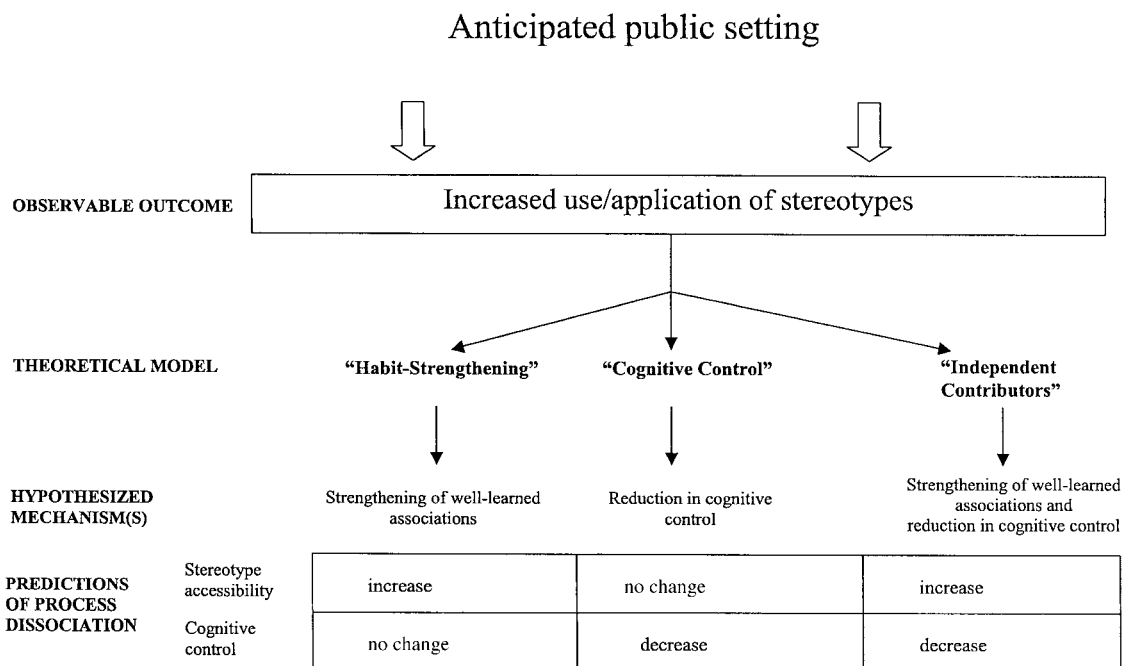 Anticipated public setting
OBSERVABLE OUTCOME
Increased use/application of stereotypes
THEORETICAL MODEL
“Habit-Strengthening”
“Cognitive Control”
“Independent
Contributors”
HYPOTHESIZED
MECHANISM(S)
Strengthening of well-learned
associations
Reduction in cognitive
control
Strengthening of well-learned
associations and
reduction in cognitive control
PREDICTIONS
OF PROCESS
DISSOCIATION
Stereotype
accessibility
increase
no change
increase
Cognitive
control
no change
decrease
decrease